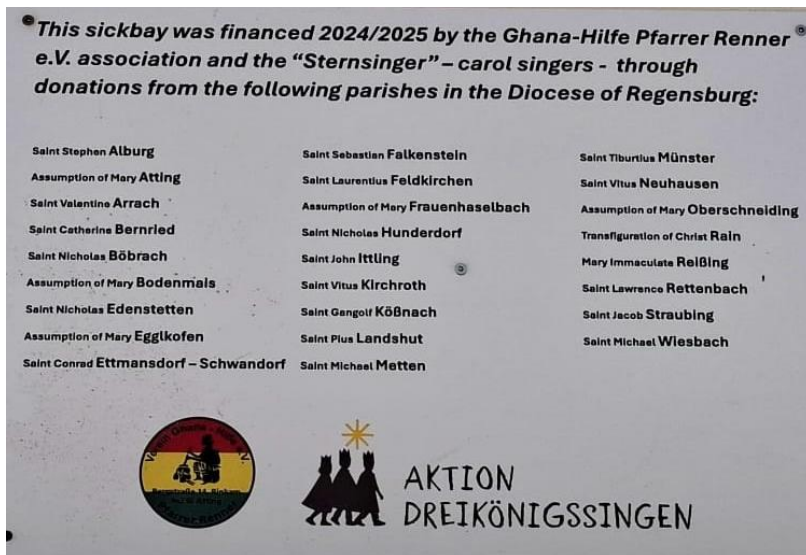 This sickbay was financed 2024/2025 by the Ghana-Hilfe Pfarrer Renner
e.V. association and the “Sternsinger” – carol singers - through
donations from the following parishes in the Diocese of Regensburg:
Saint Stephen Alburg
Assumption of Mary Atting
Saint Valentine Arrach
Saint Catherine Bernried
Saint Nicholas Böbrach
Assumption of Mary Bodenmais
Saint Nicholas Edenstetten
Assumption of Mary Egglkofen
Saint Conrad Ettmansdorf – Schwandorf
Saint Sebastian Falkenstein
Saint Laurentius Feldkirchen
Assumption of Mary Frauenhaselbach
Saint Nicholas Hunderdorf
Saint John Ittling
Saint Vitus Kirchroth
Saint Gangolf Kößnach
Saint Pius Landshut
Saint Michael Metten
Saint Tiburtius Münster
Saint Vitus Neuhausen
Assumption of Mary Oberschneiding
Transfiguration of Christ Rain
Mary Immaculate Reißing
Saint Lawrence Rettenbach
Saint Jacob Straubing
Saint Michael Wiesbach
Verein Ghana - Hilfe e.V.
Pfarrer Renner
AKTION
DREIKÖNIGSSINGEN